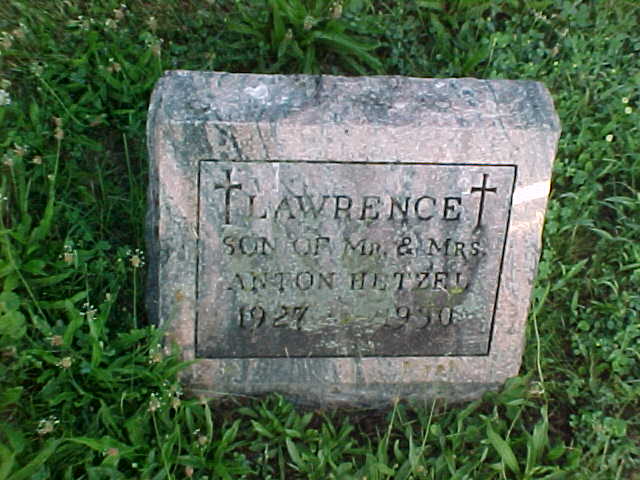 LAWRENCE
SON OF MR. & MRS.
ANTON HETZEL
1927 - 1930